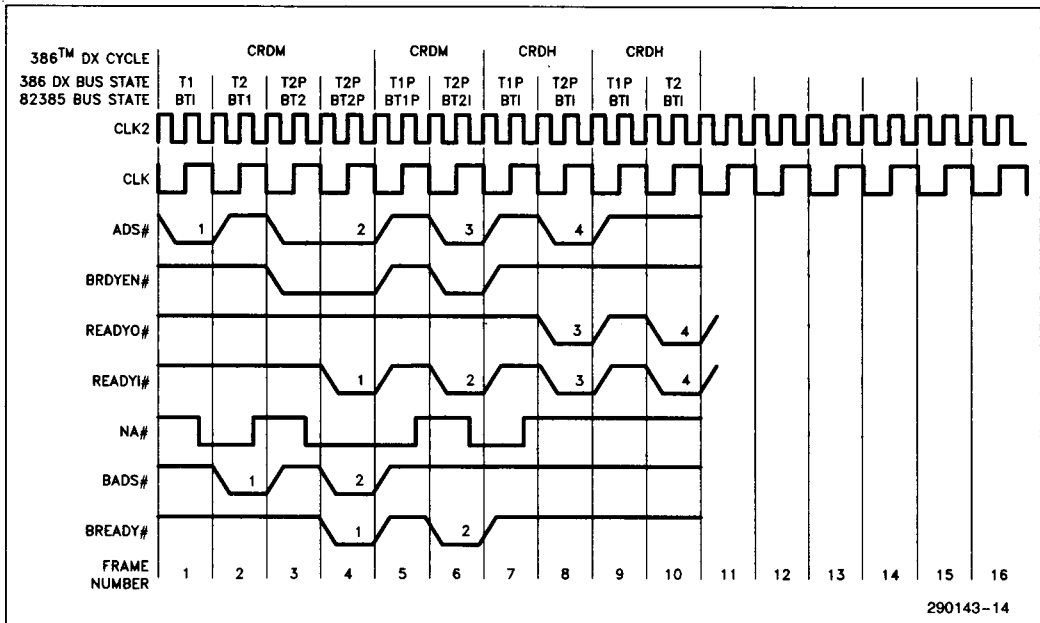 386™ DX CYCLE CRDM CRDM CRDH CRDH
386 DX BUS STATE T1 T2 T2P T2P T1P T2P T1P T2P T1P T2
82385 BUS STATE BTI BT1 BT2 BT2P BT1P BT2I BTI BTI BTI BTI
CLK2
CLK
ADS# 1 2 3 4
BRDYEN#
READYO# 3 4
READYI# 1 2 3 4
NA#
BADS# 1 2
BREADY# 1 2
FRAME
NUMBER 1 2 3 4 5 6 7 8 9 10 11 12 13 14 15 16
290143-14